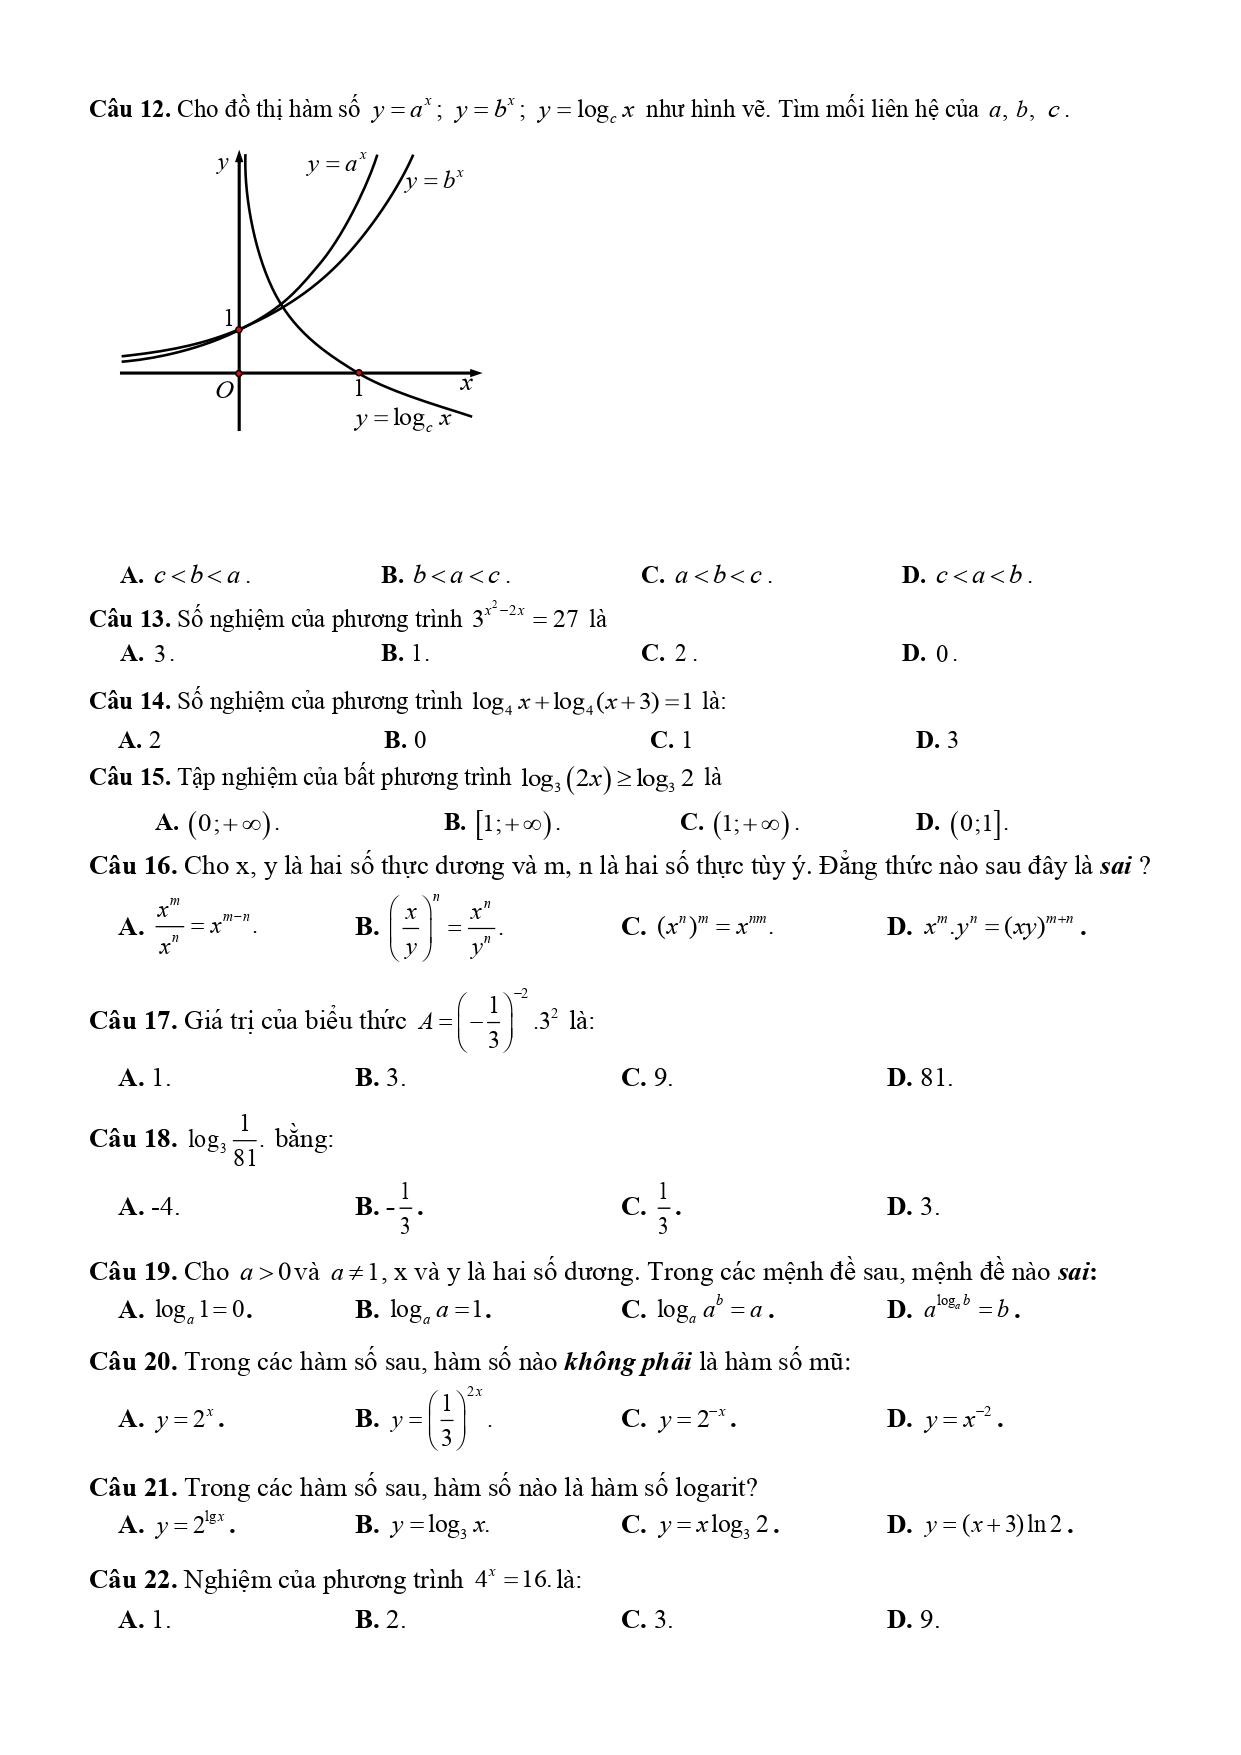 Câu 12. Cho đồ thị hàm số y = a^x ; y = b^x ; y = log_c x như hình vẽ. Tìm mối liên hệ của a, b, c .
y
y = a^x
y = b^x
1
O
1
x
y = log_c x
A. c < b < a . B. b < a < c . C. a < b < c . D. c < a < b .
Câu 13. Số nghiệm của phương trình 3^{x^2-2x} = 27 là
A. 3 . B. 1. C. 2 . D. 0 .
Câu 14. Số nghiệm của phương trình log_4 x + log_4 (x + 3) = 1 là:
A. 2 B. 0 C. 1 D. 3
Câu 15. Tập nghiệm của bất phương trình log_3 (2x) ≥ log_3 2 là
A. (0; +∞). B. [1; +∞). C. (1; +∞). D. (0;1].
Câu 16. Cho x, y là hai số thực dương và m, n là hai số thực tùy ý. Đẳng thức nào sau đây là sai ?
A. \frac{x^m}{x^n} = x^{m-n}. B. \left(\frac{x}{y}\right)^n = \frac{x^n}{y^n}. C. (x^n)^m = x^{nm}. D. x^m.y^n = (xy)^{m+n} .
Câu 17. Giá trị của biểu thức A = \left(-\frac{1}{3}\right)^{-2}.3^2 là:
A. 1. B. 3. C. 9. D. 81.
Câu 18. log_3 \frac{1}{81}. bằng:
A. -4. B. -\frac{1}{3}. C. \frac{1}{3}. D. 3.
Câu 19. Cho a > 0 và a ≠ 1, x và y là hai số dương. Trong các mệnh đề sau, mệnh đề nào sai:
A. log_a 1 = 0. B. log_a a = 1. C. log_a a^b = a . D. a^{log_a b} = b .
Câu 20. Trong các hàm số sau, hàm số nào không phải là hàm số mũ:
A. y = 2^x . B. y = \left(\frac{1}{3}\right)^{2x}. C. y = 2^{-x} . D. y = x^{-2} .
Câu 21. Trong các hàm số sau, hàm số nào là hàm số logarit?
A. y = 2^{lgx} . B. y = log_3 x. C. y = x log_3 2 . D. y = (x + 3) ln 2 .
Câu 22. Nghiệm của phương trình 4^x = 16. là:
A. 1. B. 2. C. 3. D. 9.